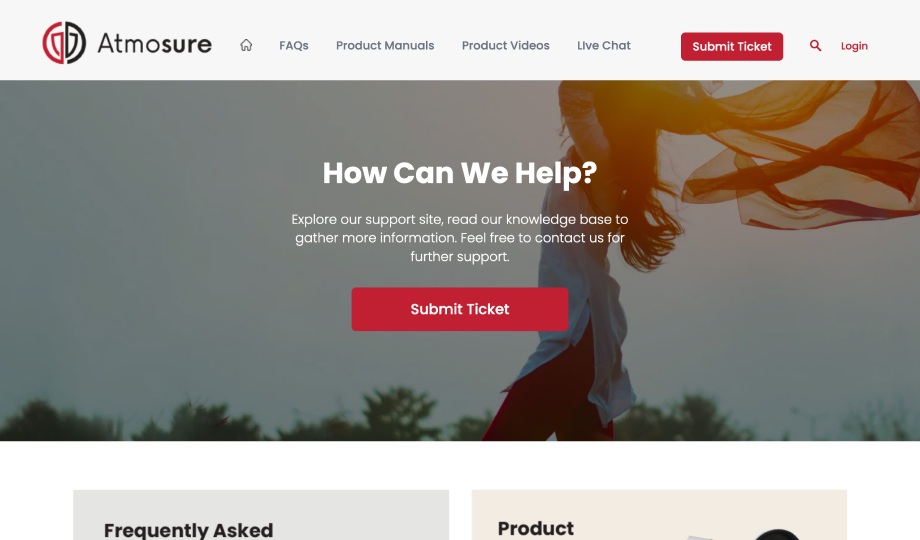 Atmosure
FAQs
Product Manuals
Product Videos
LIve Chat
Submit Ticket
Login
How Can We Help?
Explore our support site, read our knowledge base to
gather more information. Feel free to contact us for
further support.
Submit Ticket
Frequently Asked
Product